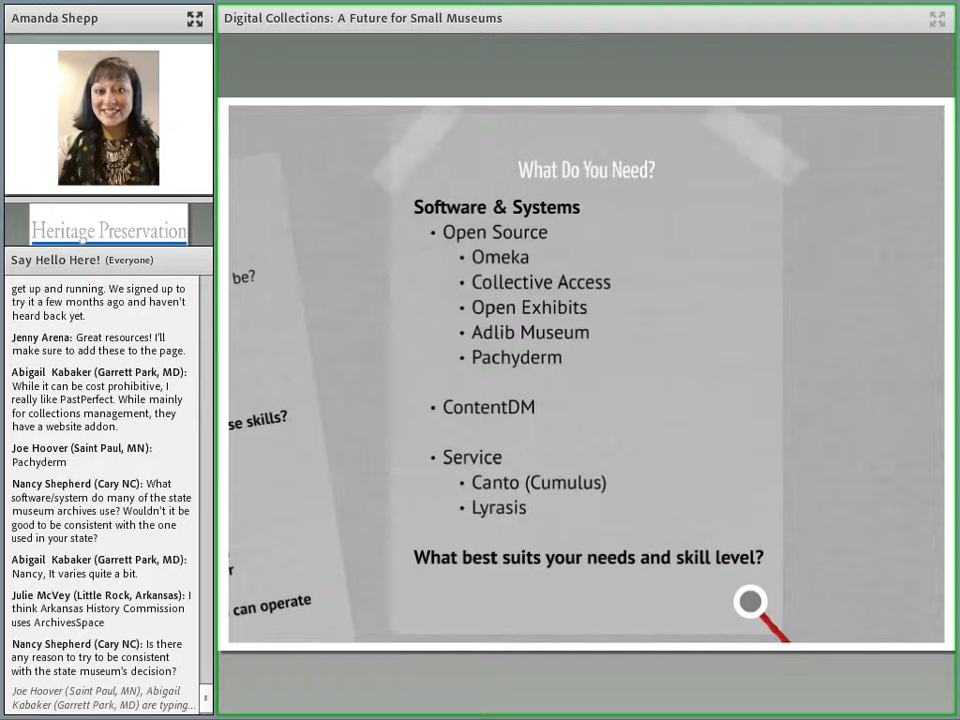 Amanda Shepp
Heritage Preservation
Say Hello Here! (Everyone)
get up and running. We signed up to
try it a few months ago and haven't
heard back yet.
Jenny Arena: Great resources! I'll
make sure to add these to the page.
Abigail Kabaker (Garrett Park, MD):
While it can be cost prohibitive, I
really like PastPerfect. While mainly
for collections management, they
have a website addon.
Joe Hoover (Saint Paul, MN):
Pachyderm
Nancy Shepherd (Cary NC): What
software/system do many of the state
museum archives use? Wouldn't it be
good to be consistent with the one
used in your state?
Abigail Kabaker (Garrett Park, MD):
Nancy, It varies quite a bit.
Julie McVey (Little Rock, Arkansas): I
think Arkansas History Commission
uses ArchivesSpace
Nancy Shepherd (Cary NC): Is there
any reason to try to be consistent
with the state museum's decision?
Joe Hoover (Saint Paul, MN), Abigail
Kabaker (Garrett Park, MD) are typing...
Digital Collections: A Future for Small Museums
be?
se skills?
r
can operate
What Do You Need?
Software & Systems
• Open Source
• Omeka
• Collective Access
• Open Exhibits
• Adlib Museum
• Pachyderm
• ContentDM
• Service
• Canto (Cumulus)
• Lyrasis
What best suits your needs and skill level?